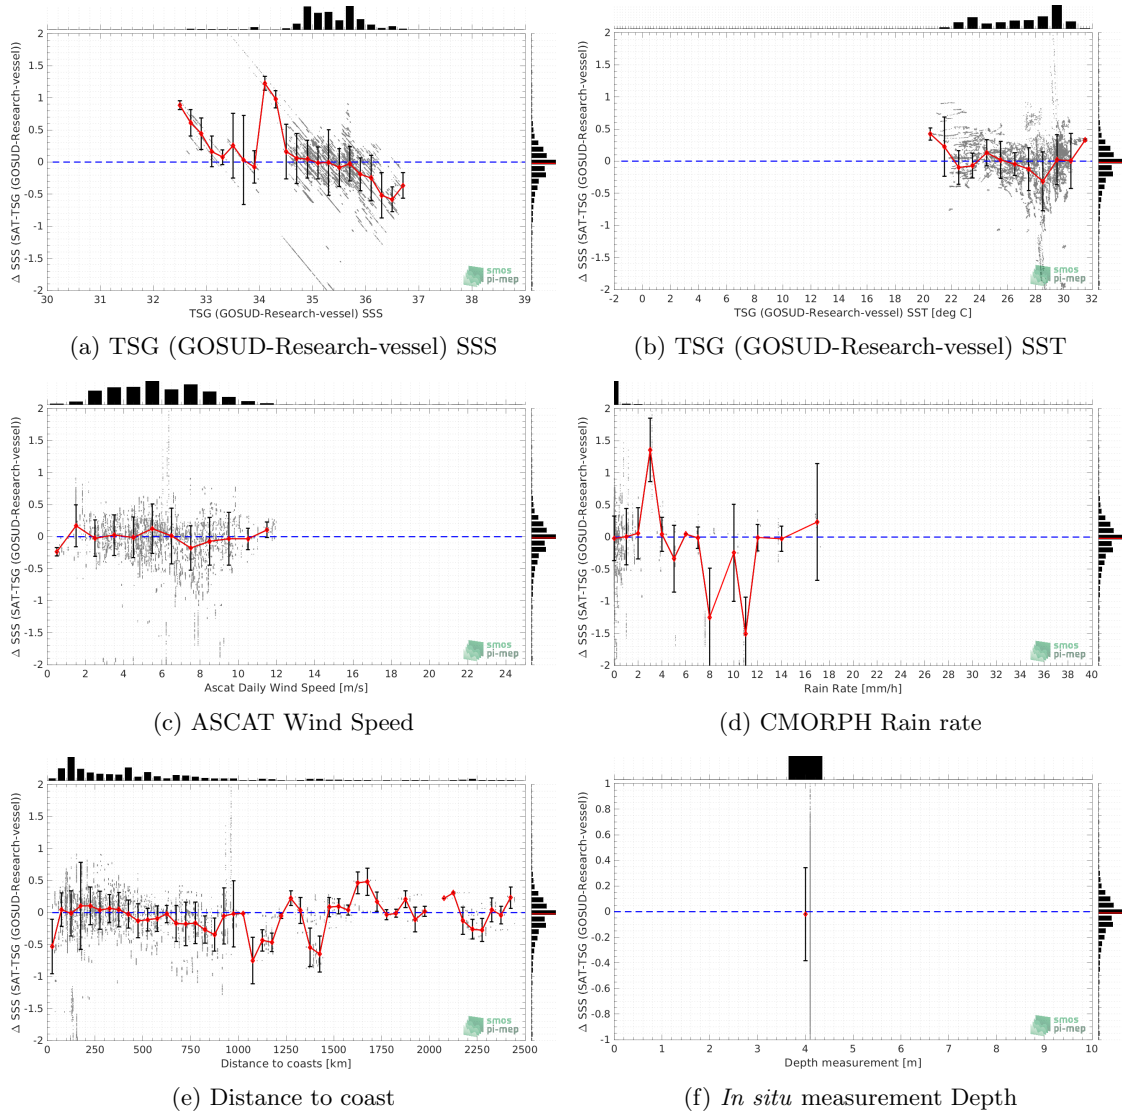 Δ SSS (SAT-TSG (GOSUD-Research-vessel))
2
1.5
1
0.5
0
-0.5
-1
-1.5
-2
30 31 32 33 34 35 36 37 38 39
TSG (GOSUD-Research-vessel) SSS
smos
pi-mep
(a) TSG (GOSUD-Research-vessel) SSS
Δ SSS (SAT-TSG (GOSUD-Research-vessel))
2
1.5
1
0.5
0
-0.5
-1
-1.5
-2
-2 0 2 4 6 8 10 12 14 16 18 20 22 24 26 28 30 32
TSG (GOSUD-Research-vessel) SST [deg C]
smos
pi-mep
(b) TSG (GOSUD-Research-vessel) SST
Δ SSS (SAT-TSG (GOSUD-Research-vessel))
2
1.5
1
0.5
0
-0.5
-1
-1.5
-2
0 2 4 6 8 10 12 14 16 18 20 22 24
Ascat Daily Wind Speed [m/s]
smos
pi-mep
(c) ASCAT Wind Speed
Δ SSS (SAT-TSG (GOSUD-Research-vessel))
2
1.5
1
0.5
0
-0.5
-1
-1.5
-2
0 2 4 6 8 10 12 14 16 18 20 22 24 26 28 30 32 34 36 38 40
Rain Rate [mm/h]
smos
pi-mep
(d) CMORPH Rain rate
Δ SSS (SAT-TSG (GOSUD-Research-vessel))
2
1.5
1
0.5
0
-0.5
-1
-1.5
-2
0 250 500 750 1000 1250 1500 1750 2000 2250 2500
Distance to coasts [km]
smos
pi-mep
(e) Distance to coast
Δ SSS (SAT-TSG (GOSUD-Research-vessel))
1
0.8
0.6
0.4
0.2
0
-0.2
-0.4
-0.6
-0.8
-1
0 1 2 3 4 5 6 7 8 9 10
Depth measurement [m]
smos
pi-mep
(f) In situ measurement Depth